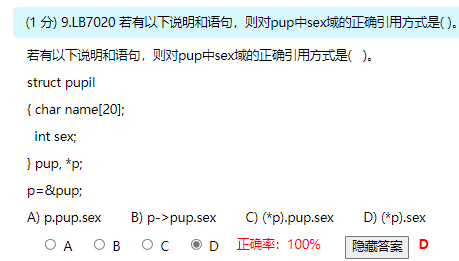 (1 分) 9.LB7020 若有以下说明和语句，则对pup中sex域的正确引用方式是( )。
若有以下说明和语句，则对pup中sex域的正确引用方式是( )。
struct pupil
{ char name[20];
int sex;
} pup, *p;
p=&pup;
A) p.pup.sex B) p->pup.sex C) (*p).pup.sex D) (*p).sex
A B C D 正确率：100% 隐藏答案 D